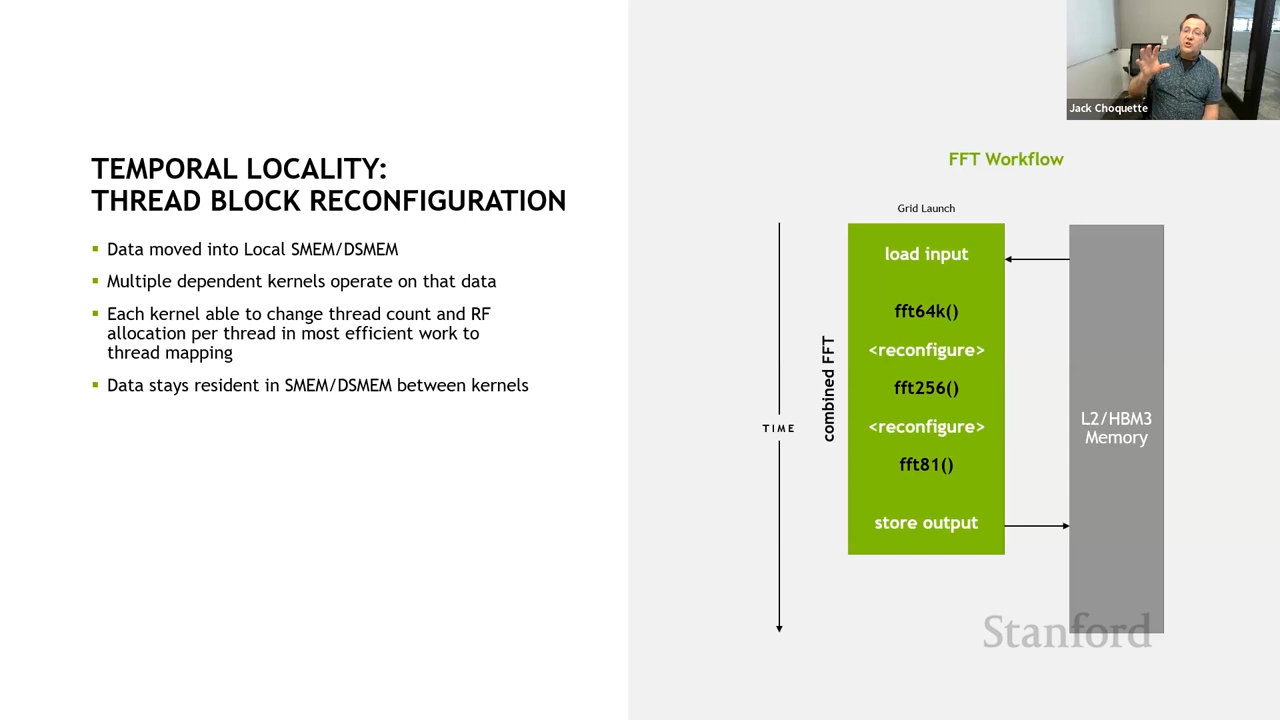 Jack Choquette
TEMPORAL LOCALITY:
THREAD BLOCK RECONFIGURATION
Data moved into Local SMEM/DSMEM
Multiple dependent kernels operate on that data
Each kernel able to change thread count and RF
allocation per thread in most efficient work to
thread mapping
Data stays resident in SMEM/DSMEM between kernels
FFT Workflow
Grid Launch
TIME
combined FFT
load input
fft64k()
<reconfigure>
fft256()
<reconfigure>
fft81()
store output
L2/HBM3
Memory
Stanford